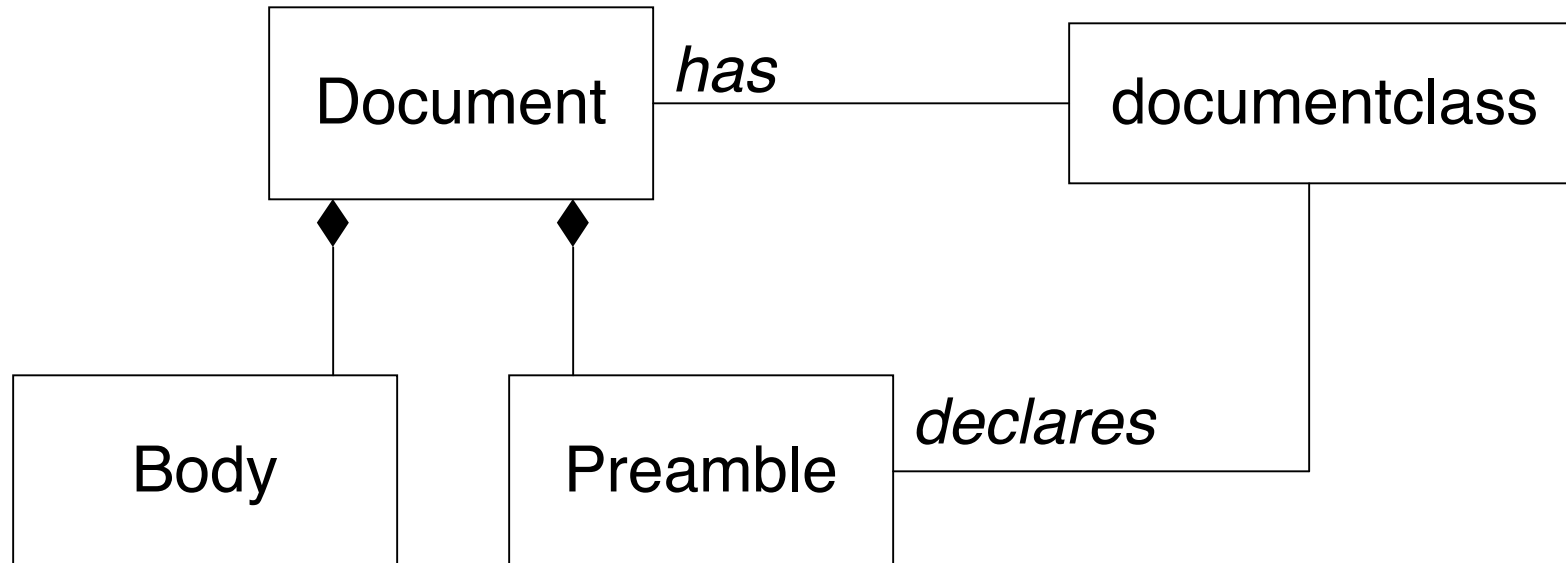 Document
has
documentclass
Body
Preamble
declares